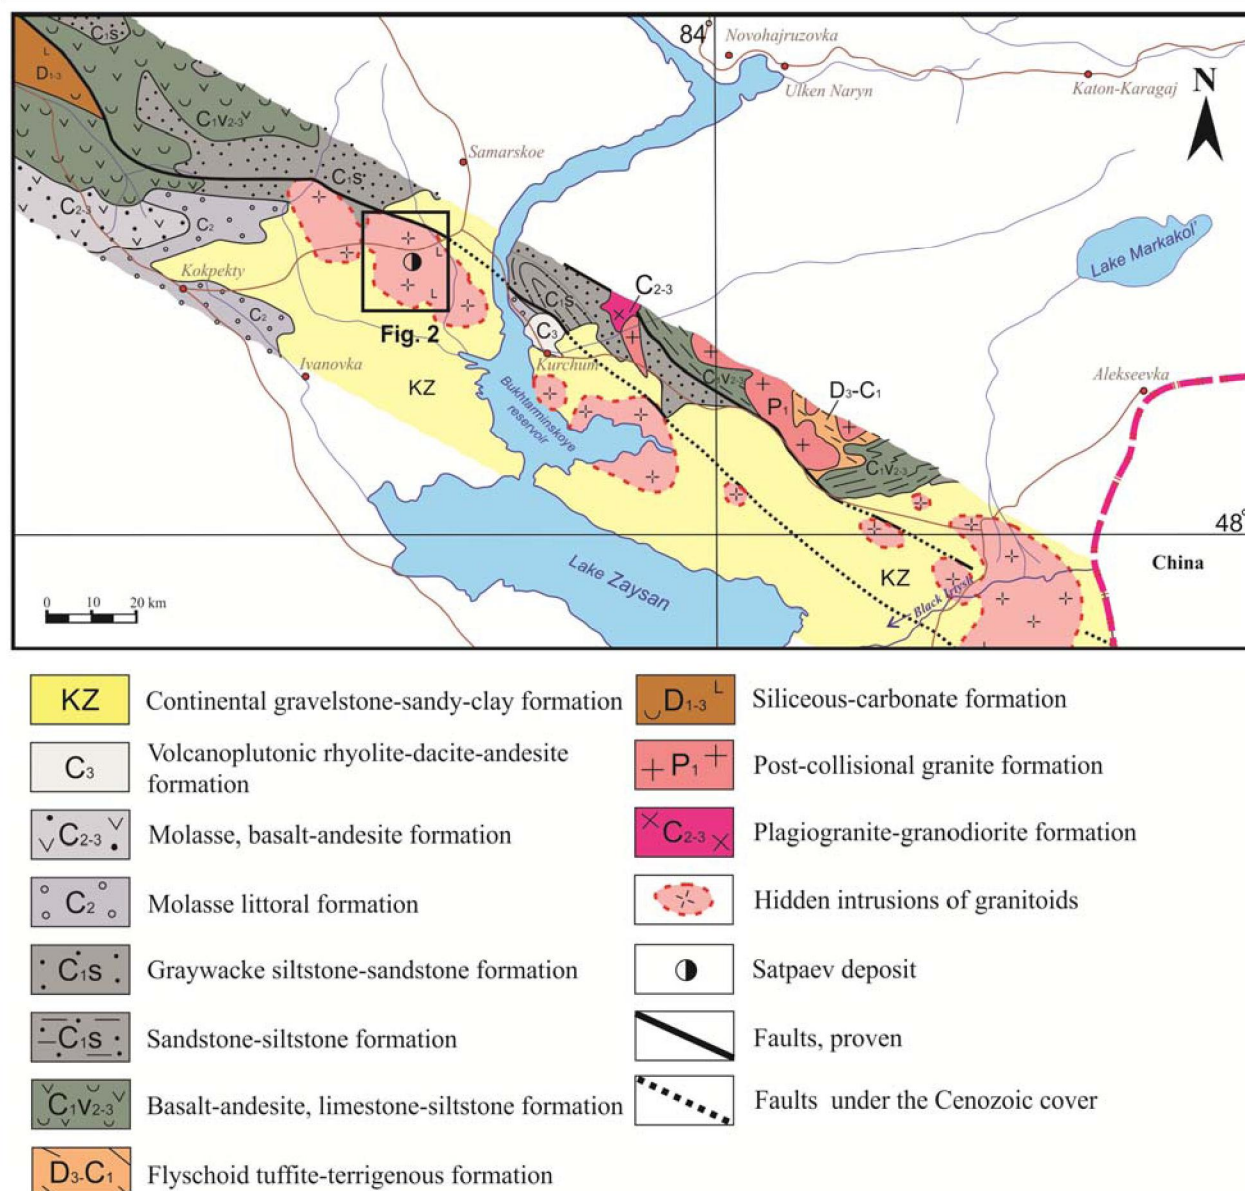 84°
Novohajruzovka
Ulken Naryn
Katon-Karagaj
N
C₁s
L
D₁₋₃
C₁V₂₋₃
Samarskoe
C₁s
C₂₋₃
C₂
Kokpekty
L
L
C₂
Fig. 2
Ivanovka
KZ
C₁s
C₃
Kurchum
C₂₋₃
Lake Markakol'
Bukhtarminskoye
reservoir
C₁V₂₋₃
P₁
D₃-C₁
C₁V₂₋₃
Alekseevka
48°
China
KZ
Black Irtysh
Lake Zaysan
0 10 20 km
KZ Continental gravelstone-sandy-clay formation
C₃ Volcanoplutonic rhyolite-dacite-andesite
formation
C₂₋₃ Molasse, basalt-andesite formation
C₂ Molasse littoral formation
C₁s Graywacke siltstone-sandstone formation
C₁s Sandstone-siltstone formation
C₁V₂₋₃ Basalt-andesite, limestone-siltstone formation
D₃-C₁ Flyschoid tuffite-terrigenous formation
D₁₋₃ L Siliceous-carbonate formation
P₁ Post-collisional granite formation
C₂₋₃ Plagiogranite-granodiorite formation
Hidden intrusions of granitoids
Satpaev deposit
Faults, proven
Faults under the Cenozoic cover